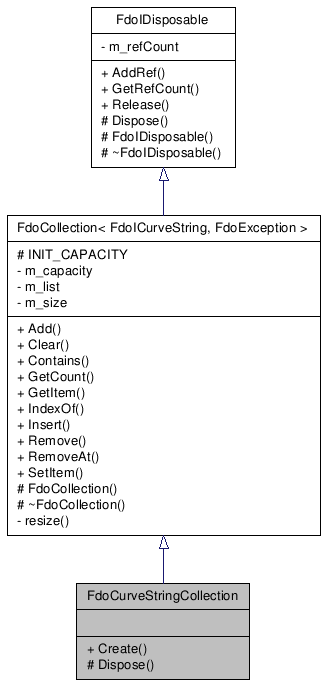 FdoIDisposable
- m_refCount
+ AddRef()
+ GetRefCount()
+ Release()
# Dispose()
# FdoIDisposable()
# ~FdoIDisposable()
FdoCollection< FdoICurveString, FdoException >
# INIT_CAPACITY
- m_capacity
- m_list
- m_size
+ Add()
+ Clear()
+ Contains()
+ GetCount()
+ GetItem()
+ IndexOf()
+ Insert()
+ Remove()
+ RemoveAt()
+ SetItem()
# FdoCollection()
# ~FdoCollection()
- resize()
FdoCurveStringCollection
+ Create()
# Dispose()